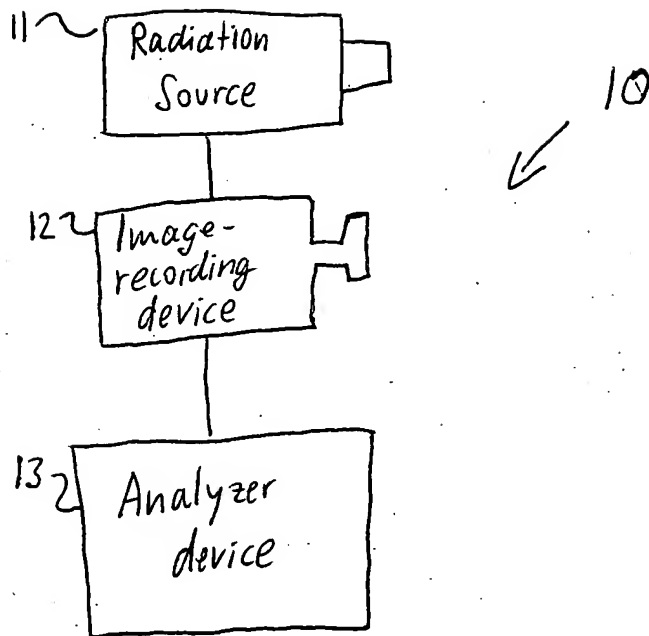 11
Radiation
Source
10
12
Image-
recording
device
13
Analyzer
device